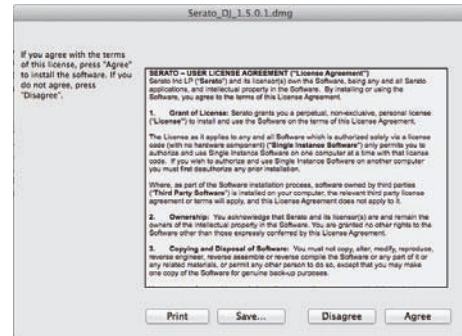 Serato_DJ_1.5.0.1.dmg
If you agree with the terms
of this license, press "Agree"
to install the software. If you
do not agree, press
"Disagree".
SERATO – USER LICENSE AGREEMENT ("License Agreement")
Serato Inc LP ("Serato") and its licensor(s) own the Software, being any and all Serato
applications, and intellectual property in the Software. By installing or using the
Software, you agree to the terms of this License Agreement.
1. Grant of License: Serato grants you a perpetual, non-exclusive, personal license
("License") to install and use the Software on the terms of this License Agreement.
The License as it applies to any and all Software which is authorized solely via a license
code (with no hardware component) ("Single Instance Software") only permits you to
authorize and use Single Instance Software on one computer at a time with that license
code. If you wish to authorize and use Single Instance Software on another computer
you must first deauthorize any prior installation.
Where, as part of the Software installation process, software owned by third parties
("Third Party Software") is installed on your computer, the relevant third party license
agreement or terms will apply, and this License Agreement does not apply to it.
2. Ownership: You acknowledge that Serato and its licensor(s) are and remain the
owners of the intellectual property in the Software. You are granted no other rights to the
Software other than those expressly conferred by this License Agreement.
3. Copying and Disposal of Software: You must not copy, alter, modify, reproduce,
reverse engineer, reverse assemble or reverse compile the Software or any part of it or
any related materials, or permit any other person to do so, except that you may make
one copy of the Software for genuine back-up purposes.
Print Save... Disagree Agree